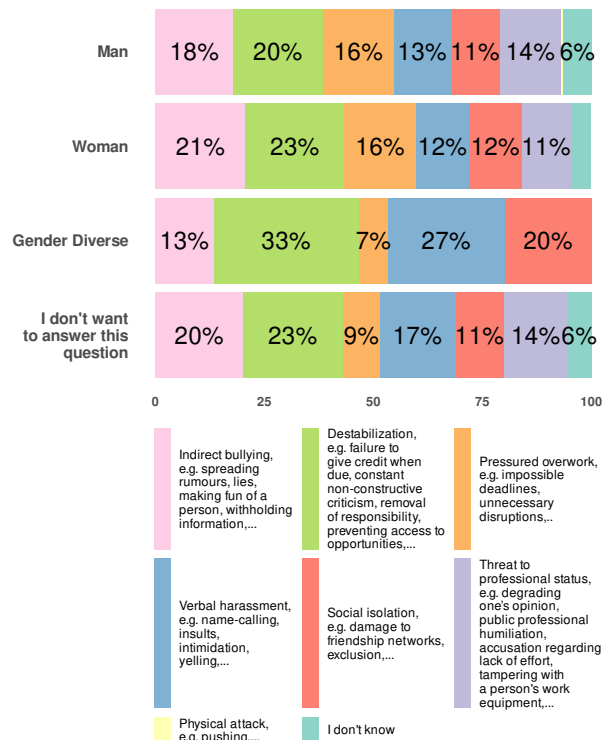 Man
18% 20% 16% 13% 11% 14% 6%
Woman
21% 23% 16% 12% 12% 11%
Gender Diverse
13% 33% 7% 27% 20%
I don't want
to answer this
question
20% 23% 9% 17% 11% 14% 6%
0 25 50 75 100
Indirect bullying,
e.g. spreading
rumours, lies,
making fun of a
person, withholding
information,...
Destabilization,
e.g. failure to
give credit when
due, constant
non-constructive
criticism, removal
of responsibility,
preventing access to
opportunities,...
Pressured overwork,
e.g. impossible
deadlines,
unnecessary
disruptions,..
Verbal harassment,
e.g. name-calling,
insults,
intimidation,
yelling,...
Social isolation,
e.g. damage to
friendship networks,
exclusion,...
Threat to
professional status,
e.g. degrading
one's opinion,
public professional
humiliation,
accusation regarding
lack of effort,
tampering with
a person's work
equipment,...
Physical attack,
e.g. pushing,...
I don't know